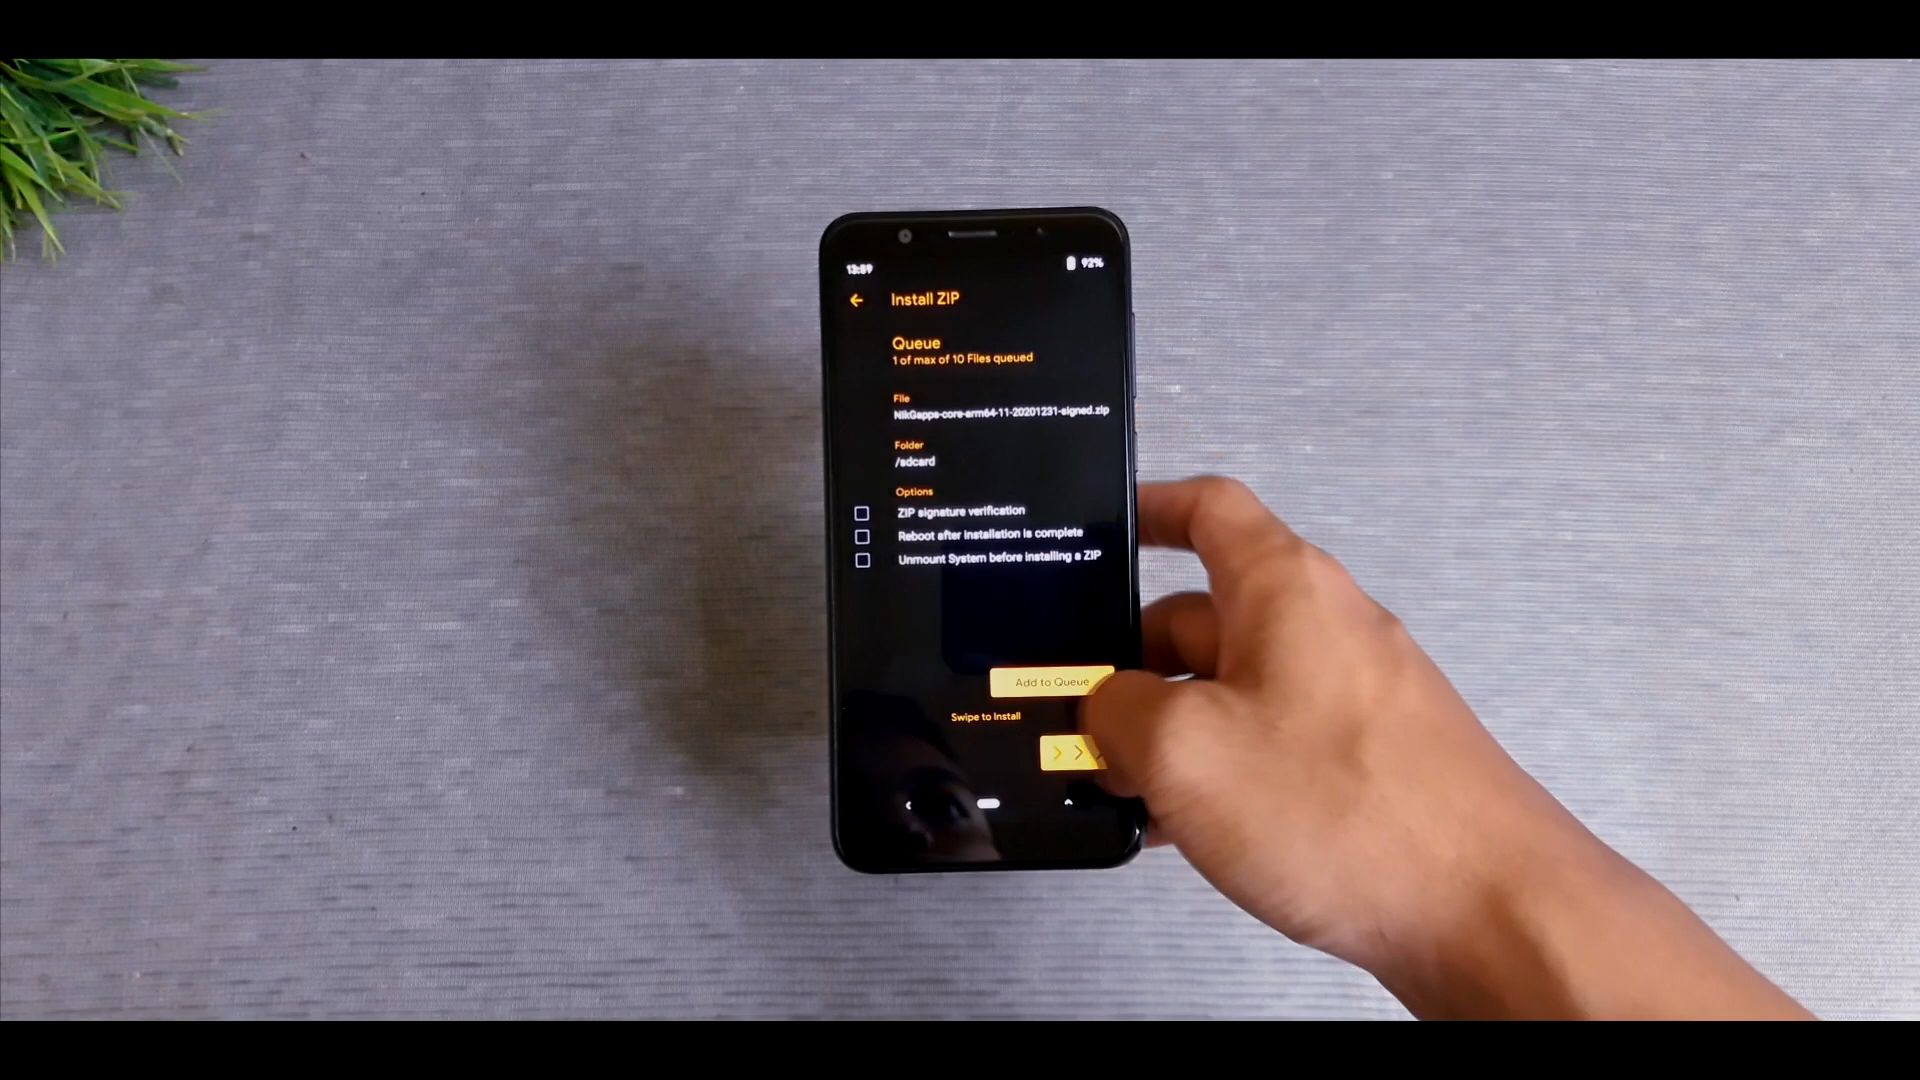 13:59
92%
Install ZIP
Queue
1 of max of 10 Files queued
File
NikGapps-core-arm64-11-20201231-signed.zip
Folder
/sdcard
Options
ZIP signature verification
Reboot after installation is complete
Unmount System before installing a ZIP
Add to Queue
Swipe to Install